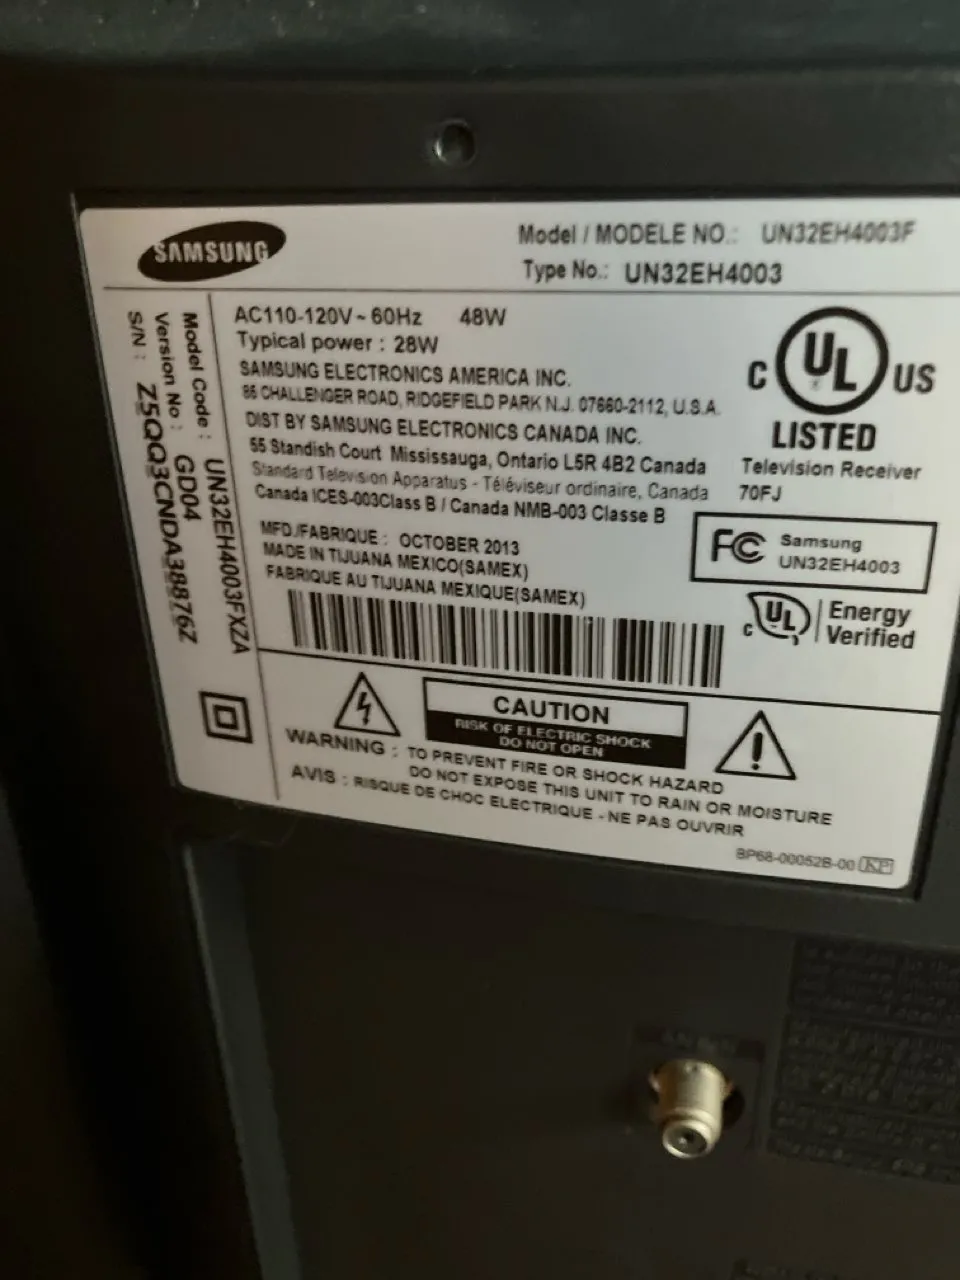 SAMSUNG
Model / MODELE NO.: UN32EH4003F
Type No.: UN32EH4003
Model Code : UN32EH4003FXZA
Version No : GD04
S/N : Z5QQ3CNDA38876Z
AC110-120V~60Hz 48W
Typical power : 28W
SAMSUNG ELECTRONICS AMERICA INC.
85 CHALLENGER ROAD, RIDGEFIELD PARK N.J. 07660-2112, U.S.A.
DIST BY SAMSUNG ELECTRONICS CANADA INC.
55 Standish Court Mississauga, Ontario L5R 4B2 Canada
Standard Television Apparatus - Téléviseur ordinaire, Canada
Canada ICES-003Class B / Canada NMB-003 Classe B
MFD./FABRIQUE : OCTOBER 2013
MADE IN TIJUANA MEXICO(SAMEX)
FABRIQUE AU TIJUANA MEXIQUE(SAMEX)
C UL US
LISTED
Television Receiver
70FJ
FC Samsung
UN32EH4003
C UL Energy
Verified
CAUTION
RISK OF ELECTRIC SHOCK
DO NOT OPEN
WARNING : TO PREVENT FIRE OR SHOCK HAZARD
DO NOT EXPOSE THIS UNIT TO RAIN OR MOISTURE
AVIS : RISQUE DE CHOC ELECTRIQUE - NE PAS OUVRIR
BP68-00052B-00 KP